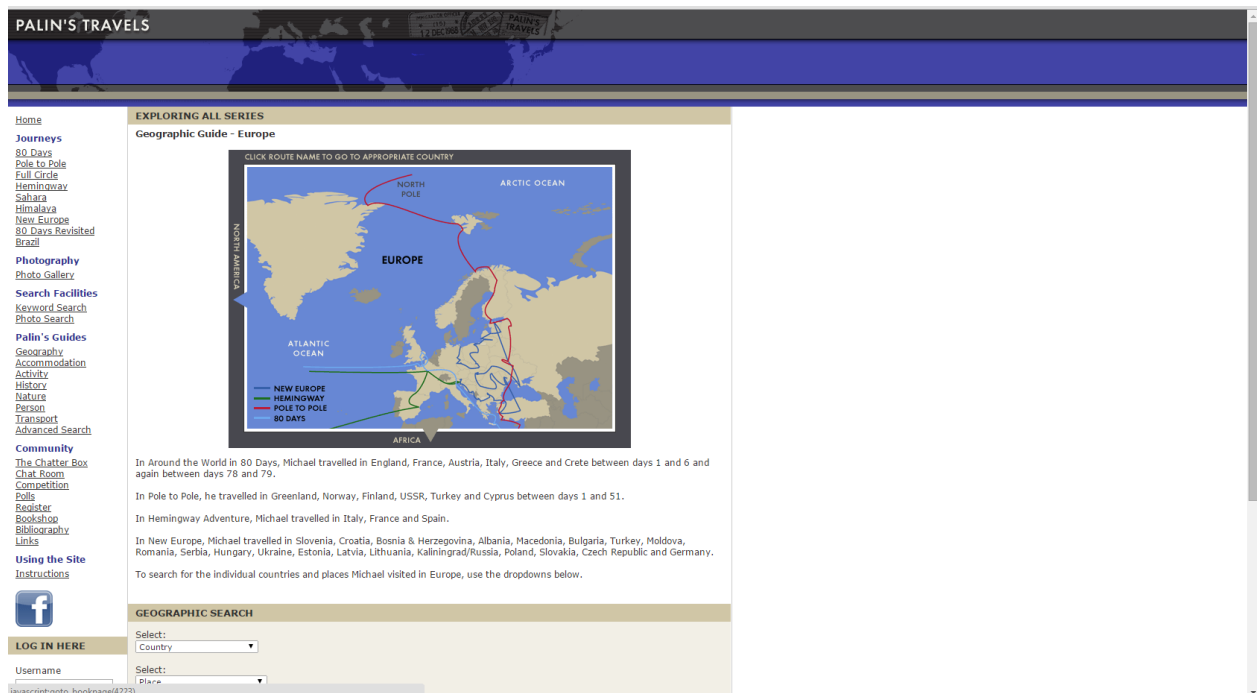 PALIN'S TRAVELS
12 DEC
PALIN'S
TRAVELS
Home
Journeys
80 Days
Pole to Pole
Full Circle
Hemingway
Sahara
Himalaya
New Europe
80 Days Revisited
Brazil
Photography
Photo Gallery
Search Facilities
Keyword Search
Photo Search
Palin's Guides
Geography
Accommodation
Activity
History
Nature
Person
Transport
Advanced Search
Community
The Chatter Box
Chat Room
Competition
Polls
Register
Bookshop
Bibliography
Links
Using the Site
Instructions
f
LOG IN HERE
Username
javascript:goto_bookpage(4223)
EXPLORING ALL SERIES
Geographic Guide - Europe
CLICK ROUTE NAME TO GO TO APPROPRIATE COUNTRY
NORTH
POLE
ARCTIC OCEAN
NORTH AMERICA
EUROPE
ATLANTIC
OCEAN
NEW EUROPE
HEMINGWAY
POLE TO POLE
80 DAYS
AFRICA
In Around the World in 80 Days, Michael travelled in England, France, Austria, Italy, Greece and Crete between days 1 and 6 and
again between days 78 and 79.
In Pole to Pole, he travelled in Greenland, Norway, Finland, USSR, Turkey and Cyprus between days 1 and 51.
In Hemingway Adventure, Michael travelled in Italy, France and Spain.
In New Europe, Michael travelled in Slovenia, Croatia, Bosnia & Herzegovina, Albania, Macedonia, Bulgaria, Turkey, Moldova,
Romania, Serbia, Hungary, Ukraine, Estonia, Latvia, Lithuania, Kaliningrad/Russia, Poland, Slovakia, Czech Republic and Germany.
To search for the individual countries and places Michael visited in Europe, use the dropdowns below.
GEOGRAPHIC SEARCH
Select:
Country
Select:
Place